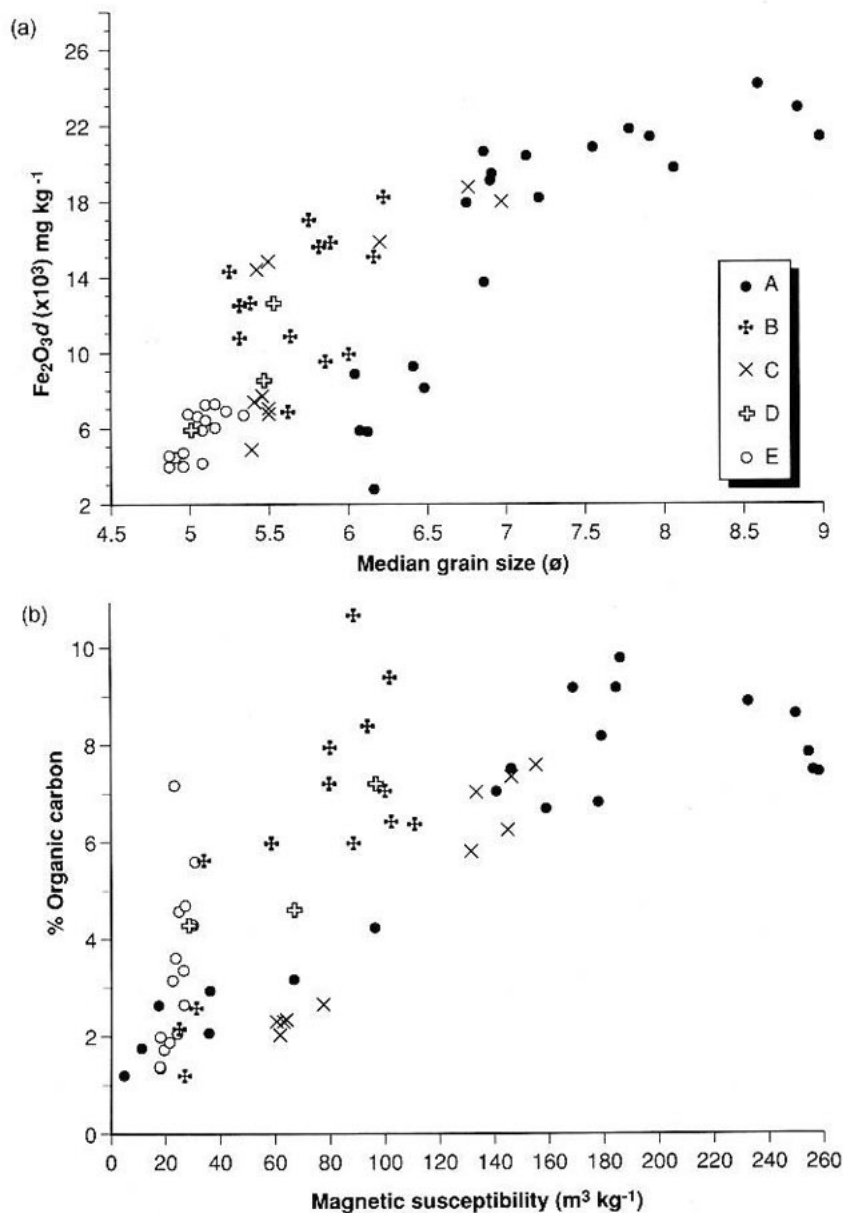 (a)
28
26
22
18
14
10
6
2
Fe₂O₃d (x10³) mg kg⁻¹
4.5 5 5.5 6 6.5 7 7.5 8 8.5 9
Median grain size (ø)
A
B
C
D
E
(b)
10
8
6
4
2
0
% Organic carbon
0 20 40 60 80 100 120 140 160 180 200 220 240 260
Magnetic susceptibility (m³ kg⁻¹)